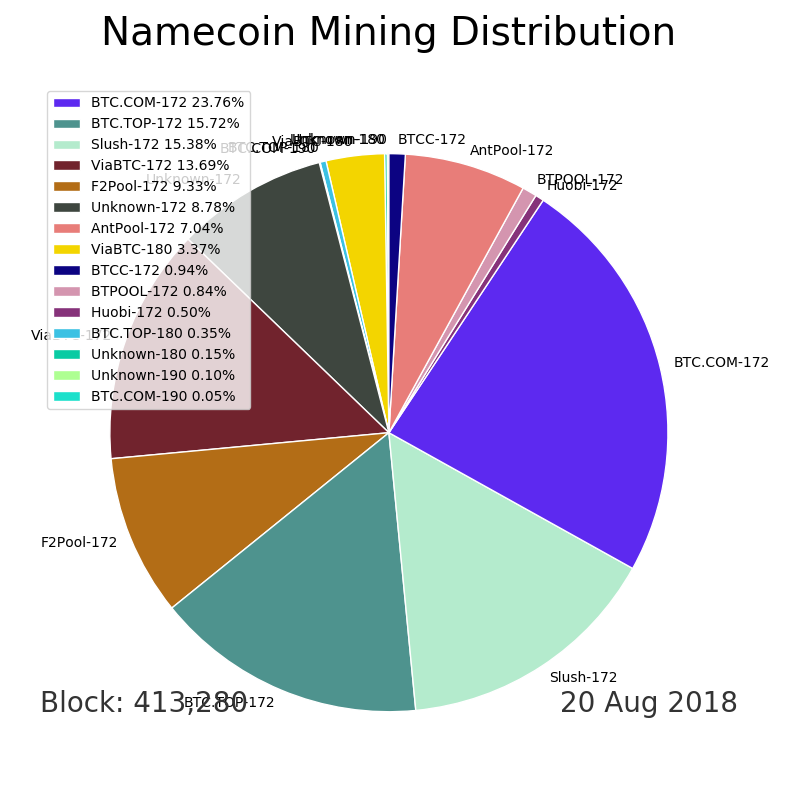 Namecoin Mining Distribution
BTC.COM-172 23.76%
BTC.TOP-172 15.72%
Slush-172 15.38%
ViaBTC-172 13.69%
F2Pool-172 9.33%
Unknown-172 8.78%
AntPool-172 7.04%
ViaBTC-180 3.37%
BTCC-172 0.94%
BTPOOL-172 0.84%
Huobi-172 0.50%
BTC.TOP-180 0.35%
Unknown-180 0.15%
Unknown-190 0.10%
BTC.COM-190 0.05%
BTCC-172
AntPool-172
BTPOOL-172
Huobi-172
Unknown-172
BTC.COM-172
F2Pool-172
Slush-172
BTC.TOP-172
Block: 413,280
20 Aug 2018